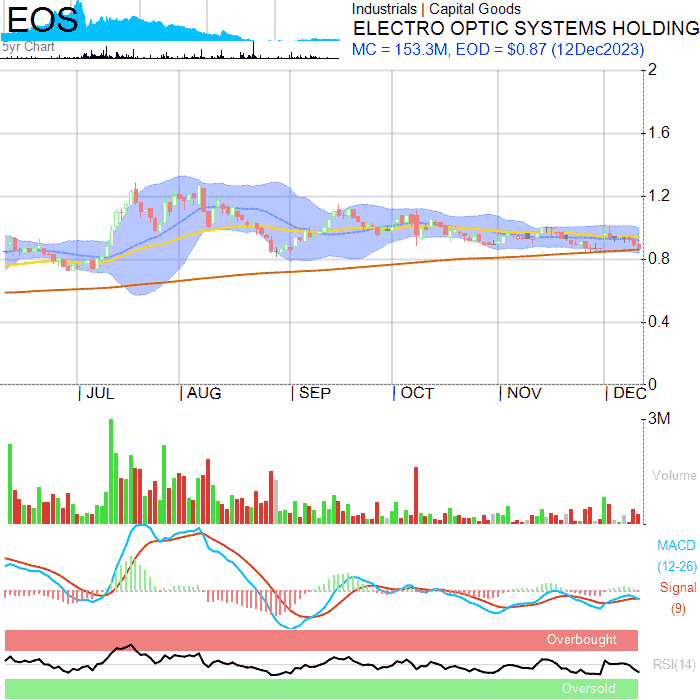 EOS
5yr Chart
Industrials | Capital Goods
ELECTRO OPTIC SYSTEMS HOLDING
MC = 153.3M, EOD = $0.87 (12Dec2023)
2
1.6
1.2
0.8
0.4
0
| JUL
| AUG
| SEP
| OCT
| NOV
| DEC
3M
Volume
MACD
(12-26)
Signal
(9)
Overbought
RSI(14)
Oversold